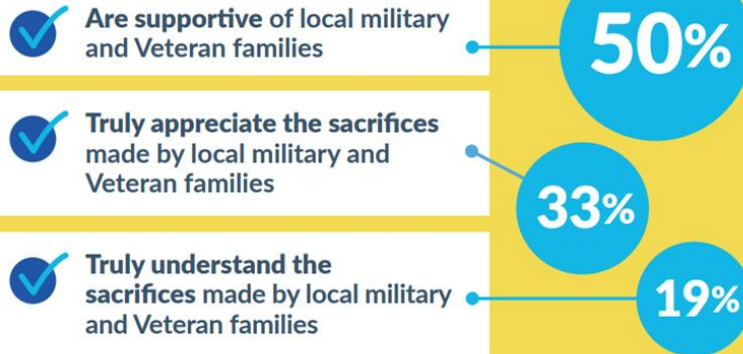 Are supportive of local military
and Veteran families
50%
Truly appreciate the sacrifices
made by local military and
Veteran families
33%
Truly understand the
sacrifices made by local military
and Veteran families
19%